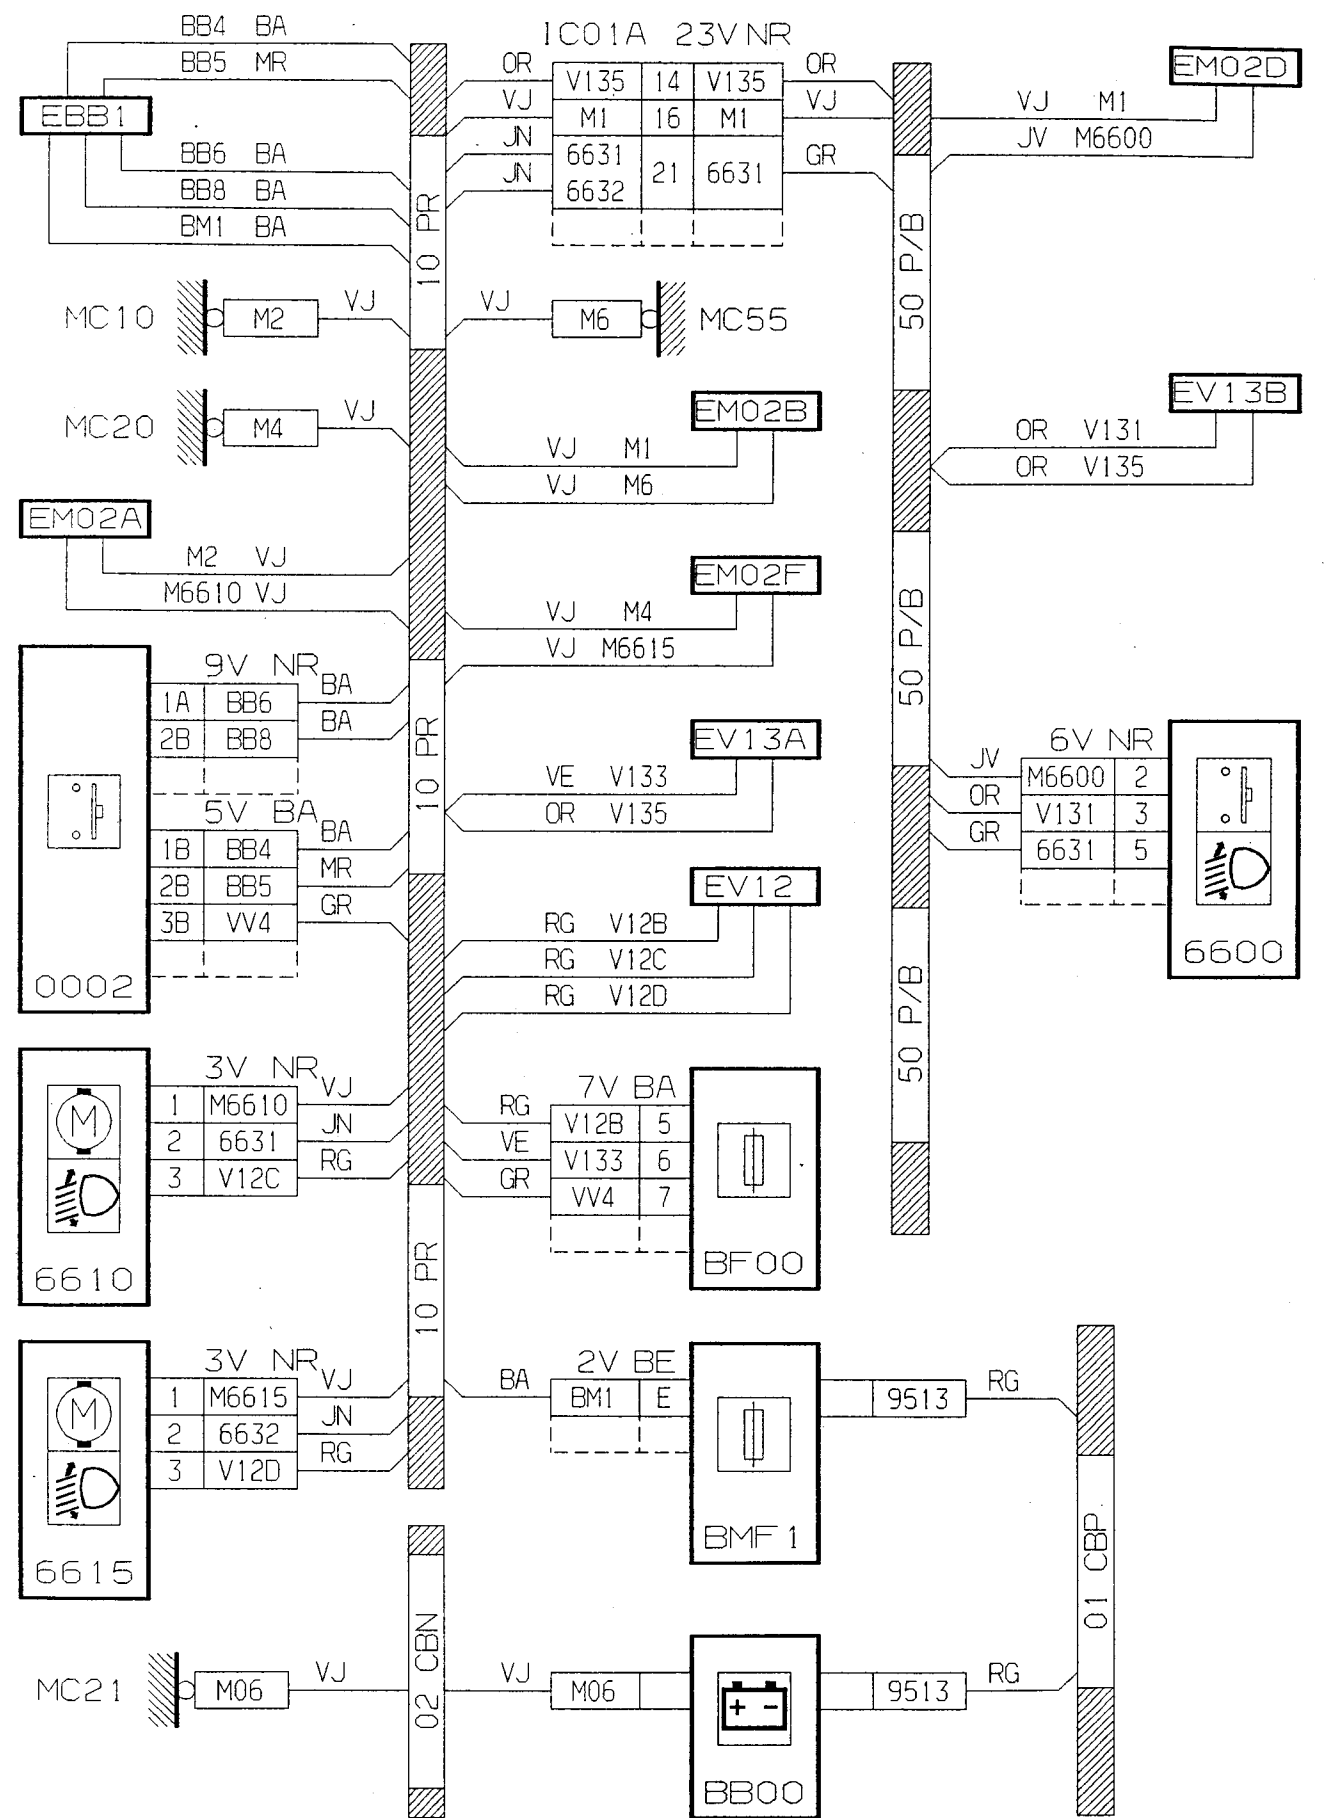 BB4 BA
BB5 MR
EBB1
BB6 BA
BB8 BA
BM1 BA
10 PR
1C01A 23V NR
OR V135 14 V135 OR
VJ M1 16 M1 VJ
JN 6631 21 6631 GR
JN 6632
EM02D
VJ M1
JV M6600
50 P/B
MC10 M2 VJ
VJ M6 MC55
MC20 M4 VJ
EM02B
VJ M1
VJ M6
EV13B
OR V131
OR V135
EM02A
M2 VJ
M6610 VJ
EM02F
VJ M4
VJ M6615
50 P/B
9V NR
1A BB6 BA
2B BB8 BA
5V BA
1B BB4 BA
2B BB5 MR
3B VV4 GR
0002
10 PR
EV13A
VE V133
OR V135
6V NR
JV M6600 2
OR V131 3
GR 6631 5
6600
EV12
RG V12B
RG V12C
RG V12D
50 P/B
3V NR
1 M6610 VJ
2 6631 JN
3 V12C RG
M
6610
7V BA
RG V12B 5
VE V133 6
GR VV4 7
BF00
10 PR
3V NR
1 M6615 VJ
2 6632 JN
3 V12D RG
M
6615
2V BE
BA BM1 E
BMF1
9513 RG
01 CBP
MC21 M06 VJ
02 CBN
VJ M06
+ -
BB00
9513 RG